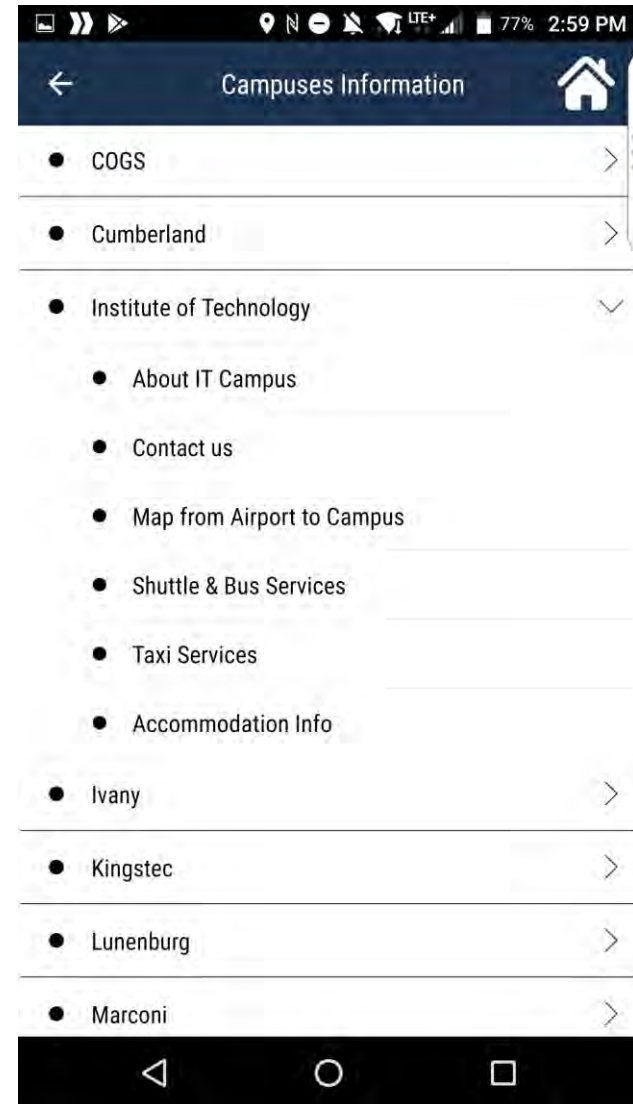 LTE+ 77% 2:59 PM
Campuses Information
COGS
Cumberland
Institute of Technology
About IT Campus
Contact us
Map from Airport to Campus
Shuttle & Bus Services
Taxi Services
Accommodation Info
Ivany
Kingstec
Lunenburg
Marconi